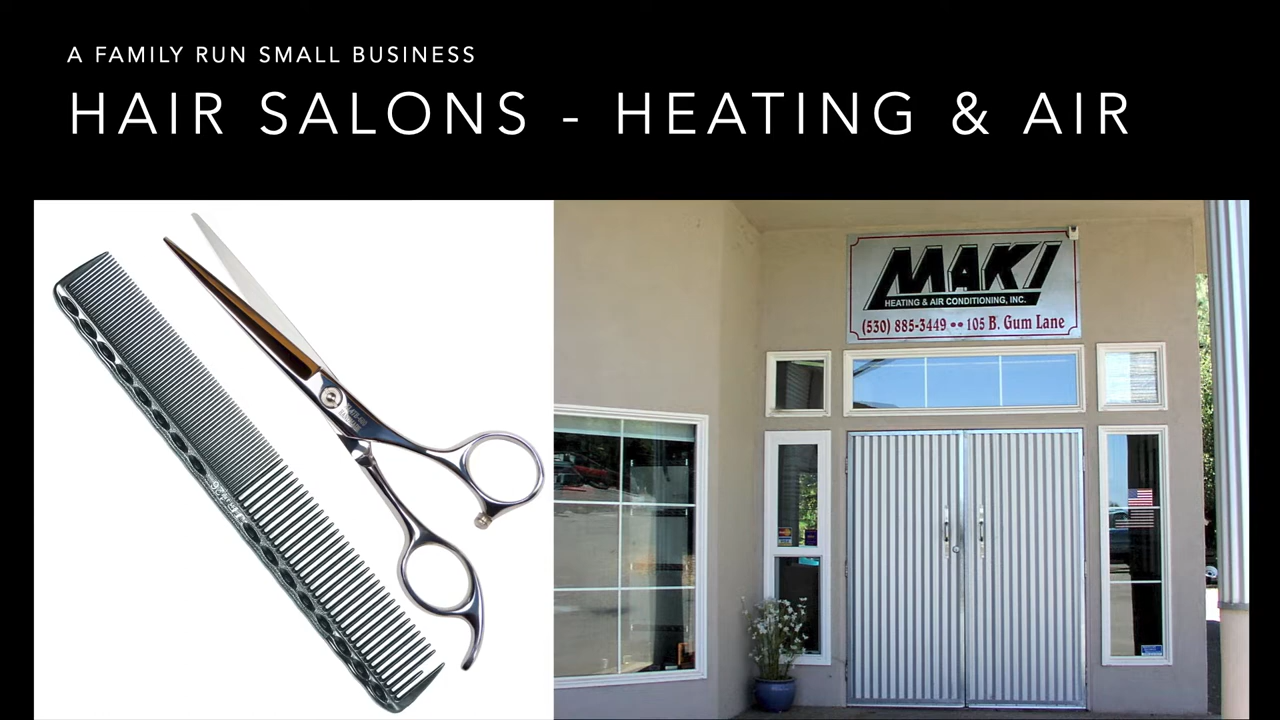 A FAMILY RUN SMALL BUSINESS
HAIR SALONS - HEATING & AIR
MAKI
HEATING & AIR CONDITIONING, INC.
(530) 885-3449 •• 105 B. Gum Lane